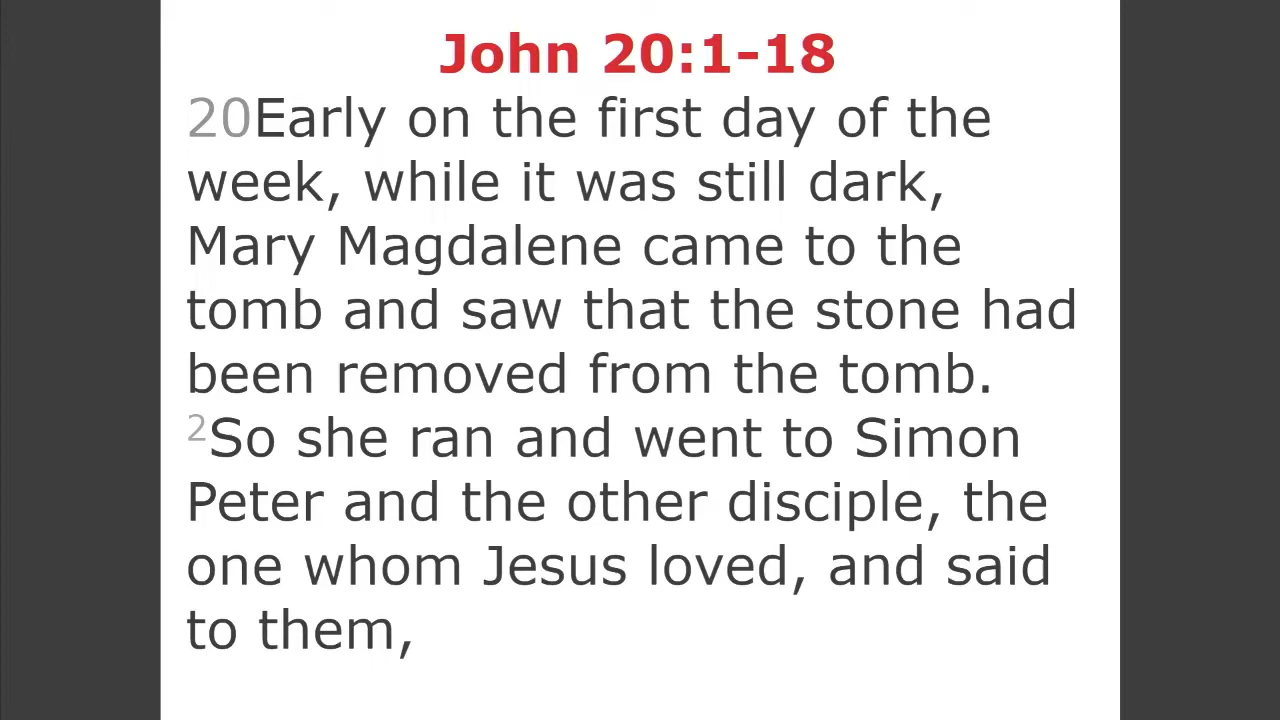 John 20:1-18
20Early on the first day of the
week, while it was still dark,
Mary Magdalene came to the
tomb and saw that the stone had
been removed from the tomb.
2So she ran and went to Simon
Peter and the other disciple, the
one whom Jesus loved, and said
to them,